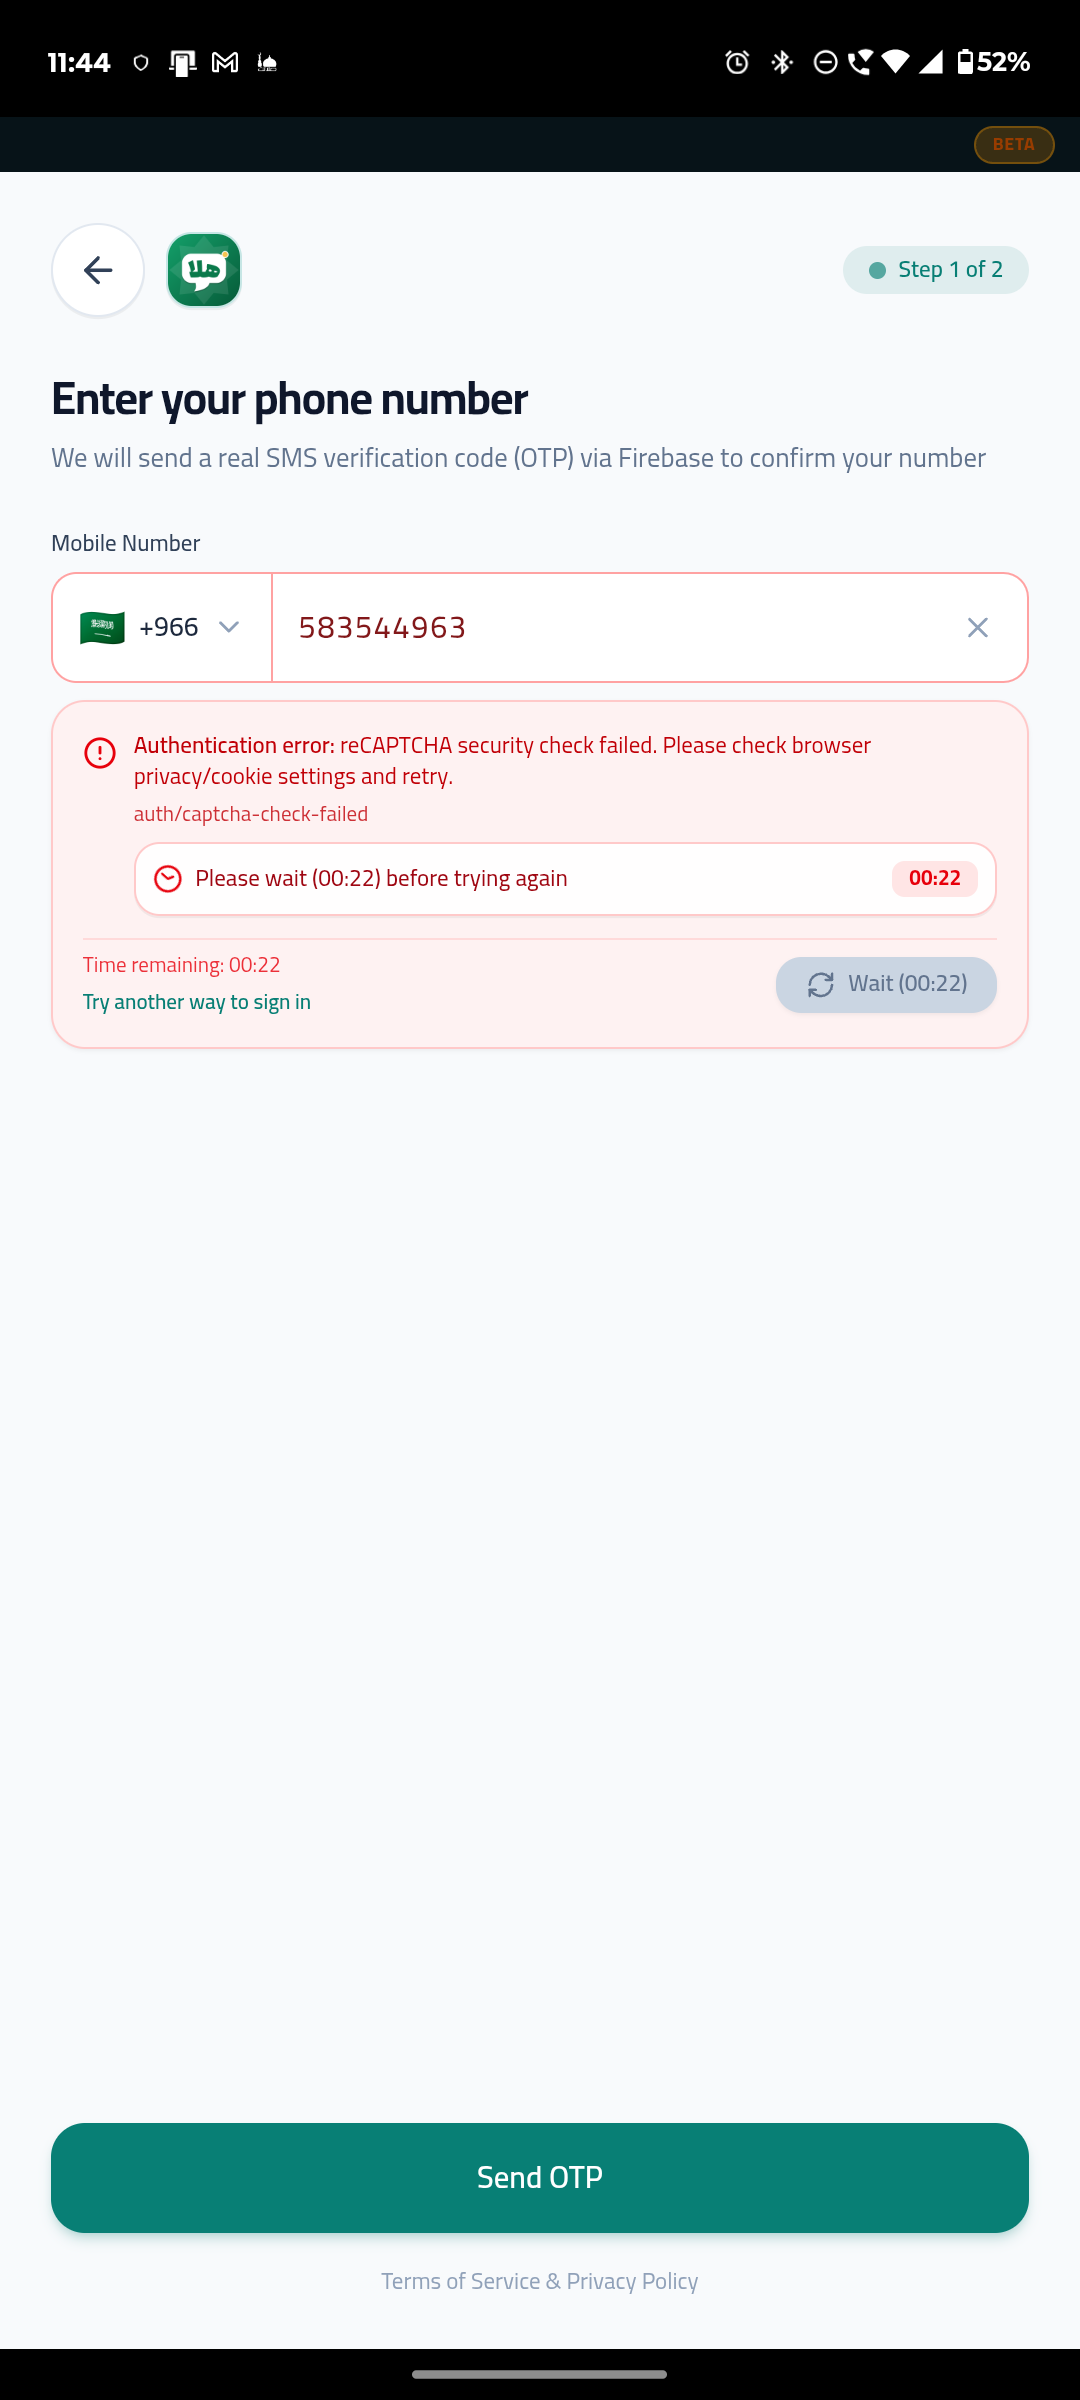 11:44
52%
BETA
هلا
Step 1 of 2
Enter your phone number
We will send a real SMS verification code (OTP) via Firebase to confirm your number
Mobile Number
+966
583544963
Authentication error: reCAPTCHA security check failed. Please check browser
privacy/cookie settings and retry.
auth/captcha-check-failed
Please wait (00:22) before trying again
00:22
Time remaining: 00:22
Try another way to sign in
Wait (00:22)
Send OTP
Terms of Service & Privacy Policy